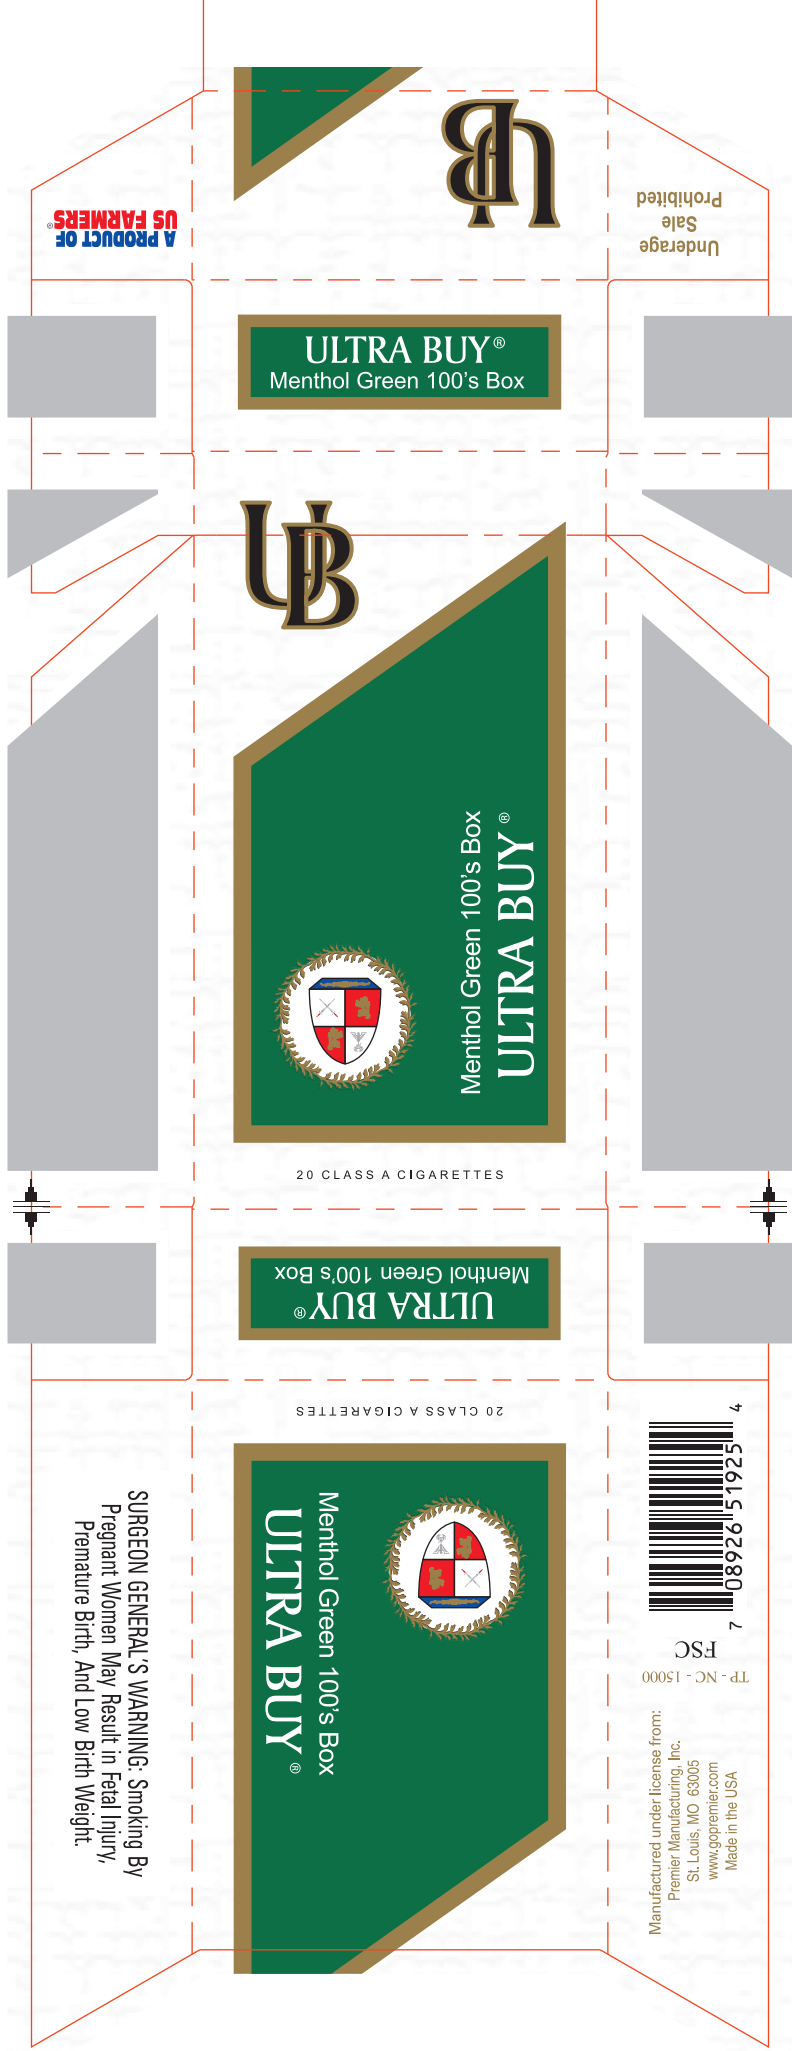 UB
A PRODUCT OF
US FARMERS®
Underage
Sale
Prohibited
ULTRA BUY®
Menthol Green 100's Box
UB
Menthol Green 100's Box
ULTRA BUY®
20 CLASS A CIGARETTES
ULTRA BUY®
Menthol Green 100's Box
20 CLASS A CIGARETTES
Menthol Green 100's Box
ULTRA BUY®
SURGEON GENERAL'S WARNING: Smoking By
Pregnant Women May Result in Fetal Injury,
Premature Birth, And Low Birth Weight.
7 08926 51925 4
FSC
TP - NC - 15000
Manufactured under license from:
Premier Manufacturing, Inc.
St. Louis, MO 63005
www.gopremier.com
Made in the USA